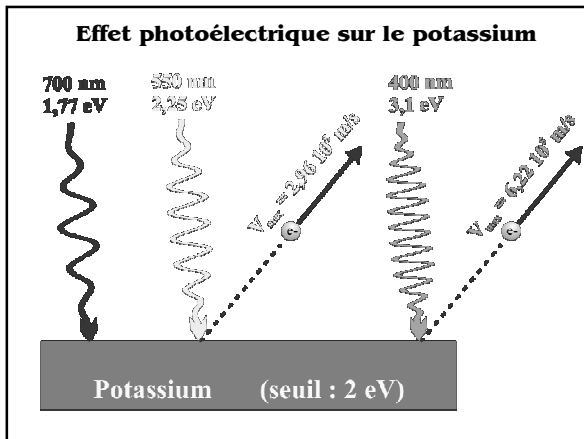 Effet photoélectrique sur le potassium
700 nm
1,77 eV
550 nm
2,25 eV
400 nm
3,1 eV
V max = 2,96 10⁵ m/s
e-
V max = 6,22 10⁵ m/s
e-
Potassium (seuil : 2 eV)